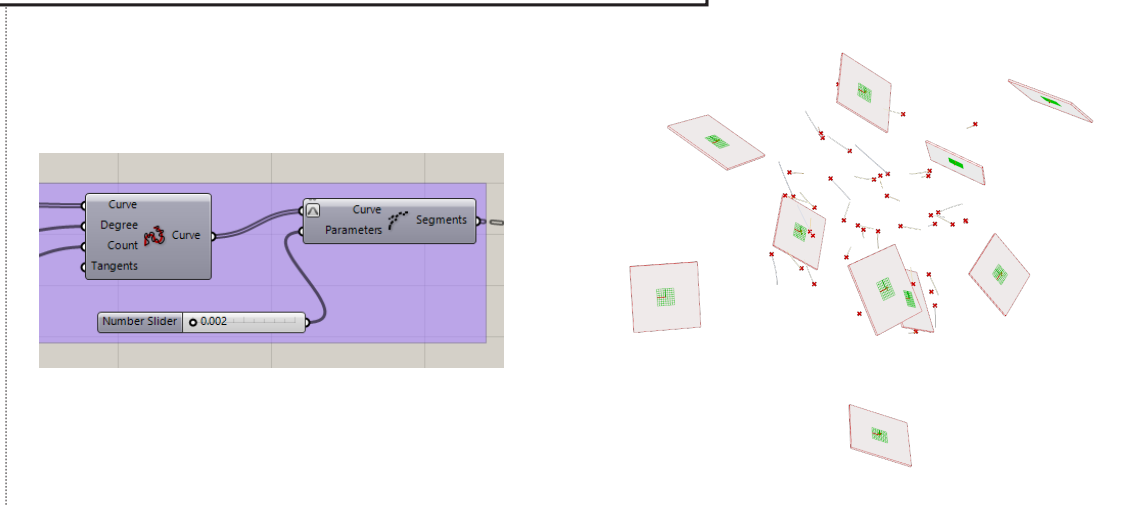 Curve
Degree
Count
Tangents
Curve
Curve
Parameters
Segments
Number Slider
0.002